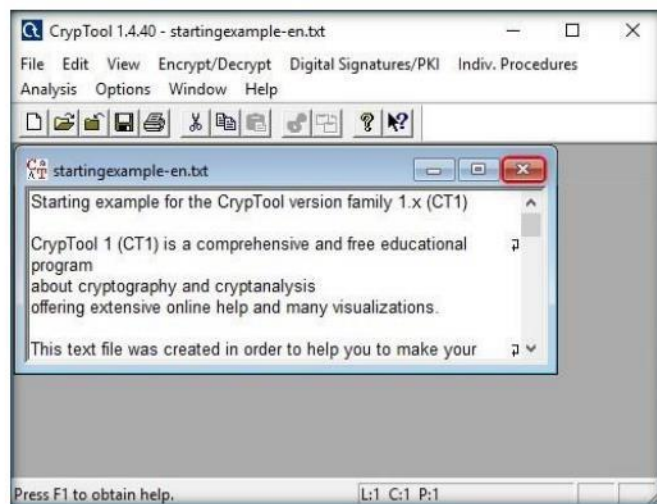 CrypTool 1.4.40 - startingexample-en.txt
File Edit View Encrypt/Decrypt Digital Signatures/PKI Indiv. Procedures
Analysis Options Window Help
startingexample-en.txt
Starting example for the CrypTool version family 1.x (CT1)
CrypTool 1 (CT1) is a comprehensive and free educational
program
about cryptography and cryptanalysis
offering extensive online help and many visualizations.
This text file was created in order to help you to make your
Press F1 to obtain help.
L:1 C:1 P:1